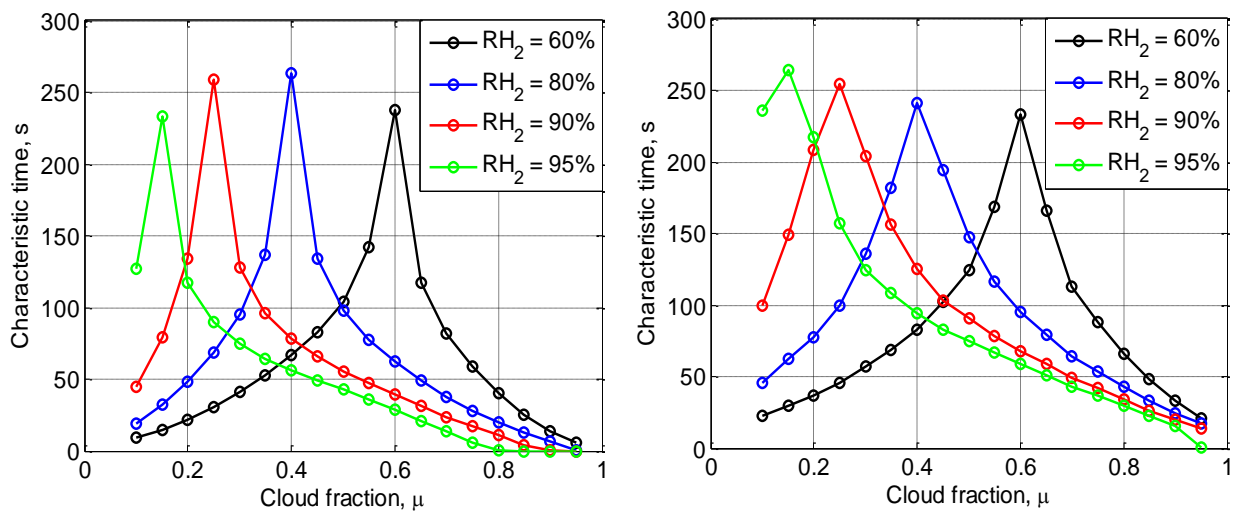 300
250
200
150
100
50
0
Characteristic time, s
0 0.2 0.4 0.6 0.8 1
Cloud fraction, μ
RH2 = 60%
RH2 = 80%
RH2 = 90%
RH2 = 95%
300
250
200
150
100
50
0
Characteristic time, s
0 0.2 0.4 0.6 0.8 1
Cloud fraction, μ
RH2 = 60%
RH2 = 80%
RH2 = 90%
RH2 = 95%